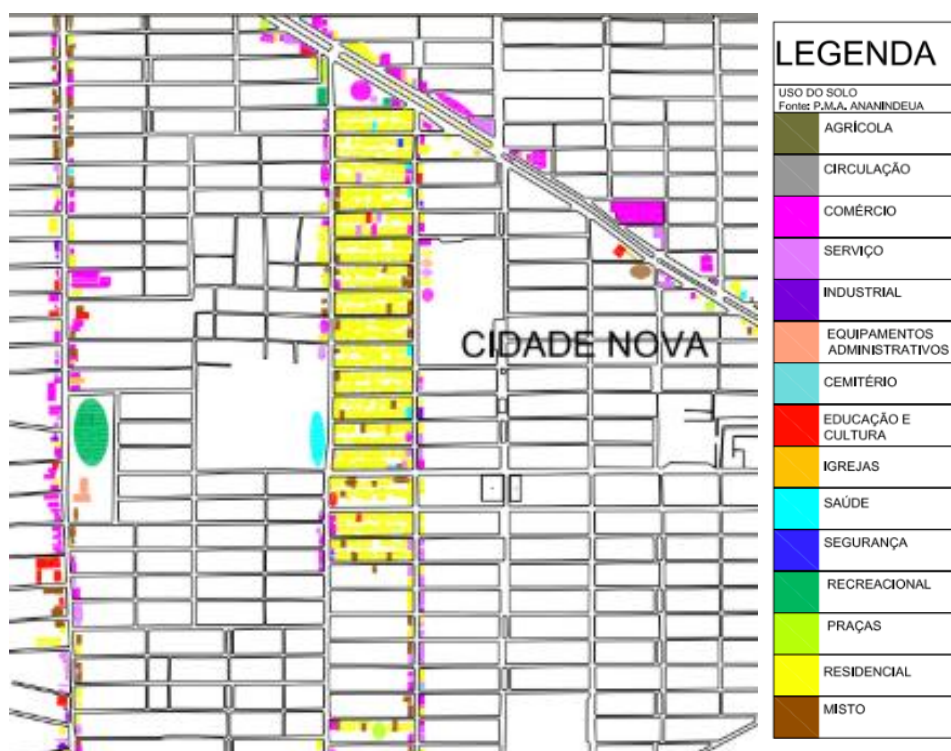 CIDADE NOVA
LEGENDA
USO DO SOLO
Fonte: P.M.A. ANANINDEUA
AGRÍCOLA
CIRCULAÇÃO
COMÉRCIO
SERVIÇO
INDUSTRIAL
EQUIPAMENTOS
ADMINISTRATIVOS
CEMITÉRIO
EDUCAÇÃO E
CULTURA
IGREJAS
SAÚDE
SEGURANÇA
RECREACIONAL
PRAÇAS
RESIDENCIAL
MISTO